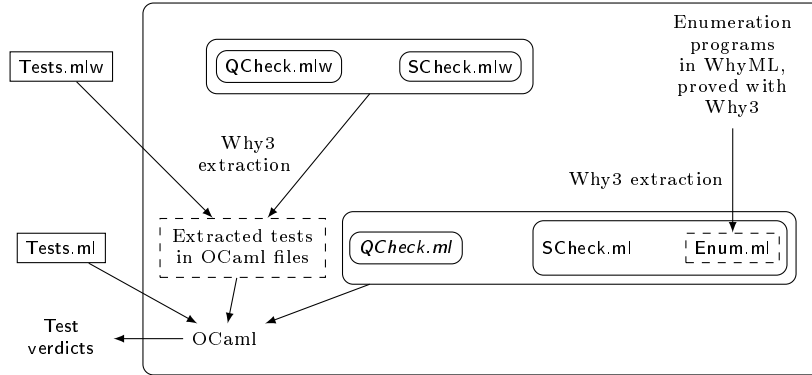 Tests.mlw
QCheck.mlw
SCheck.mlw
Enumeration
programs
in WhyML,
proved with
Why3
Why3
extraction
Why3 extraction
Tests.ml
Extracted tests
in OCaml files
QCheck.ml
SCheck.ml
Enum.ml
Test
verdicts
OCaml